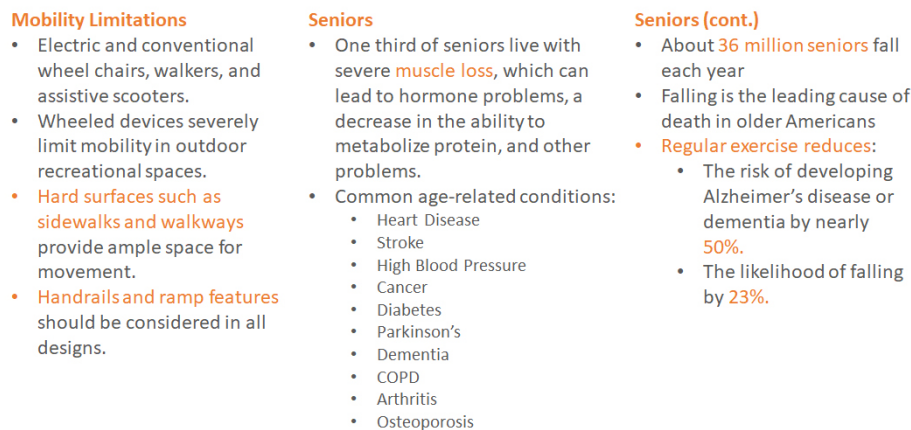 Mobility Limitations
• Electric and conventional
wheel chairs, walkers, and
assistive scooters.
• Wheeled devices severely
limit mobility in outdoor
recreational spaces.
• Hard surfaces such as
sidewalks and walkways
provide ample space for
movement.
• Handrails and ramp features
should be considered in all
designs.
Seniors
• One third of seniors live with
severe muscle loss, which can
lead to hormone problems, a
decrease in the ability to
metabolize protein, and other
problems.
• Common age-related conditions:
• Heart Disease
• Stroke
• High Blood Pressure
• Cancer
• Diabetes
• Parkinson's
• Dementia
• COPD
• Arthritis
• Osteoporosis
Seniors (cont.)
• About 36 million seniors fall
each year
• Falling is the leading cause of
death in older Americans
• Regular exercise reduces:
• The risk of developing
Alzheimer's disease or
dementia by nearly
50%.
• The likelihood of falling
by 23%.